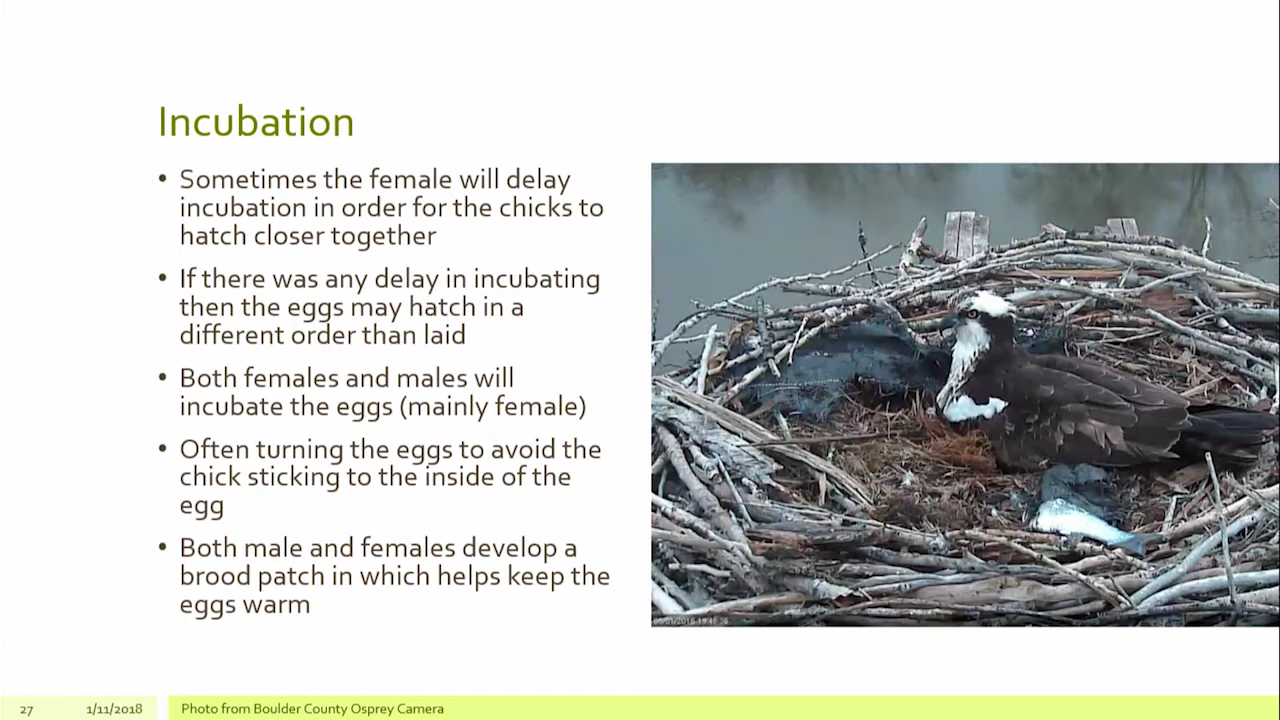 Incubation
• Sometimes the female will delay
incubation in order for the chicks to
hatch closer together
• If there was any delay in incubating
then the eggs may hatch in a
different order than laid
• Both females and males will
incubate the eggs (mainly female)
• Often turning the eggs to avoid the
chick sticking to the inside of the
egg
• Both male and females develop a
brood patch in which helps keep the
eggs warm
27
1/11/2018
Photo from Boulder County Osprey Camera